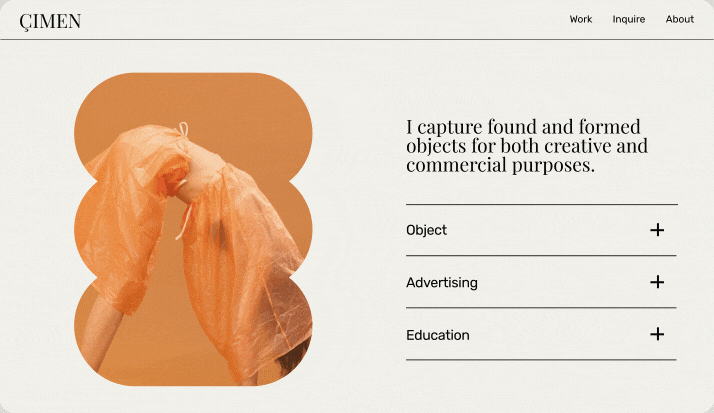 ÇIMEN
Work
Inquire
About
I capture found and formed
objects for both creative and
commercial purposes.
Object
Advertising
Education